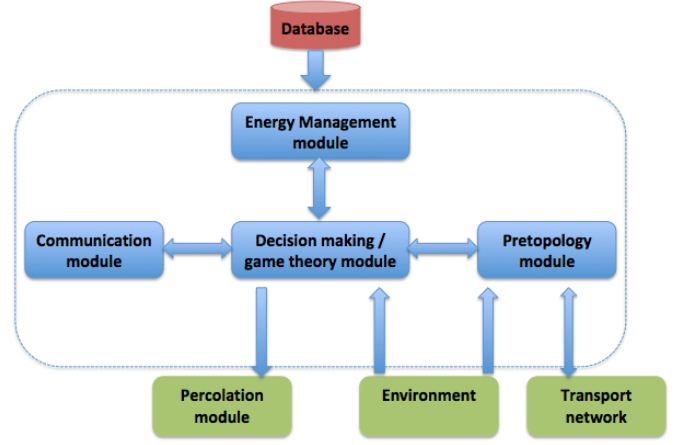 Database
Energy Management
module
Communication
module
Decision making /
game theory module
Pretopology
module
Percolation
module
Environment
Transport
network